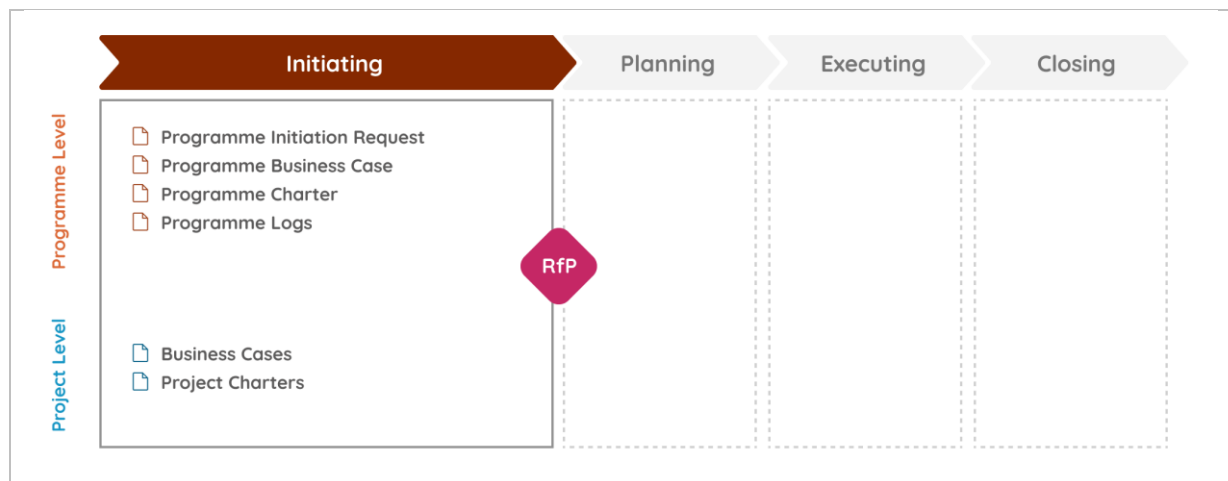 Initiating
Planning
Executing
Closing
Programme Level
Programme Initiation Request
Programme Business Case
Programme Charter
Programme Logs
RfP
Project Level
Business Cases
Project Charters